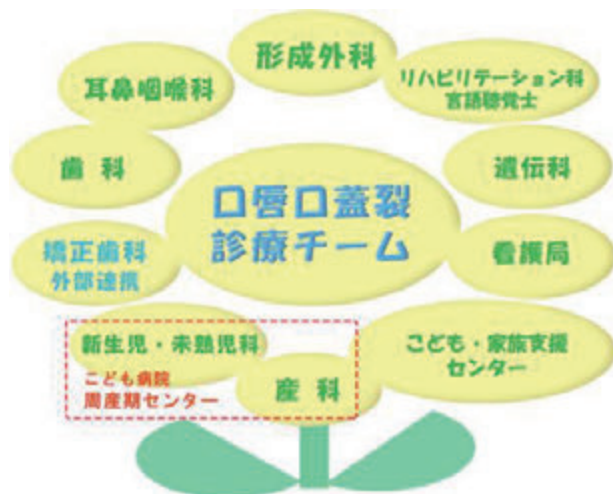 形成外科
耳鼻咽喉科
リハビリテーション科
言語聴覚士
歯科
遺伝科
口唇口蓋裂
診療チーム
矯正歯科
外部連携
看護局
新生児・未熟児科
こども病院
周産期センター
産科
こども・家族支援
センター